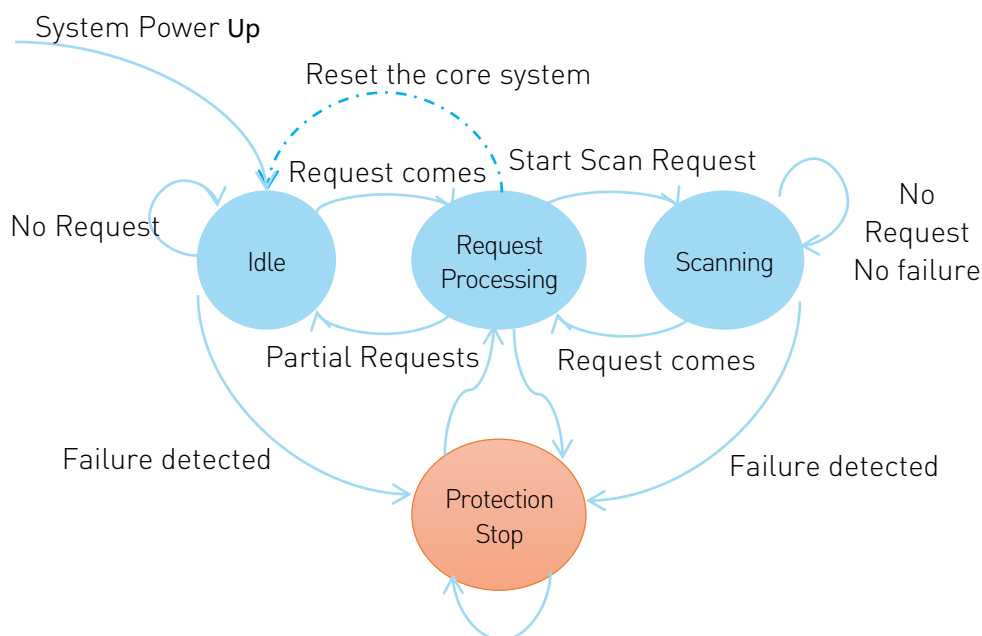 System Power Up
Reset the core system
Request comes
Start Scan Request
No Request
No
Request
No failure
Idle
Request
Processing
Scanning
Partial Requests
Request comes
Failure detected
Failure detected
Protection
Stop